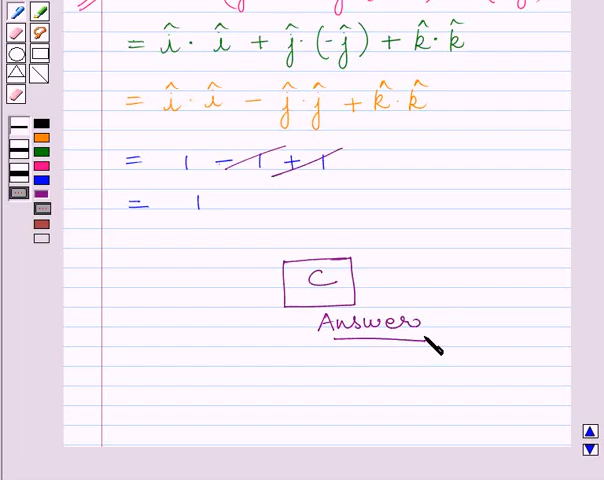 = î · î + ĵ · (-ĵ) + k̂ · k̂
= î · î - ĵ · ĵ + k̂ · k̂
= 1 - 1 + 1
= 1
C
Answer